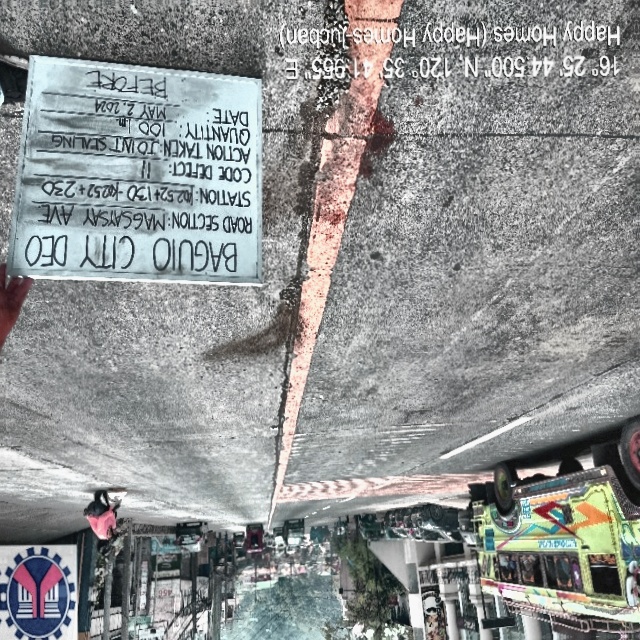 BAGUIO CITY DEO
ROAD SECTION: MAGSAYSAY AVE
STATION: K0252+130 - K0252+230
CODE DEFECT: 11
ACTION TAKEN: JOINT SEALING
QUANTITY: 100 lm
DATE: MAY 2, 2024
BEFORE
16° 25' 44.500" N, 120° 35' 41.965" E
Happy Homes (Happy Homes-Lucban)